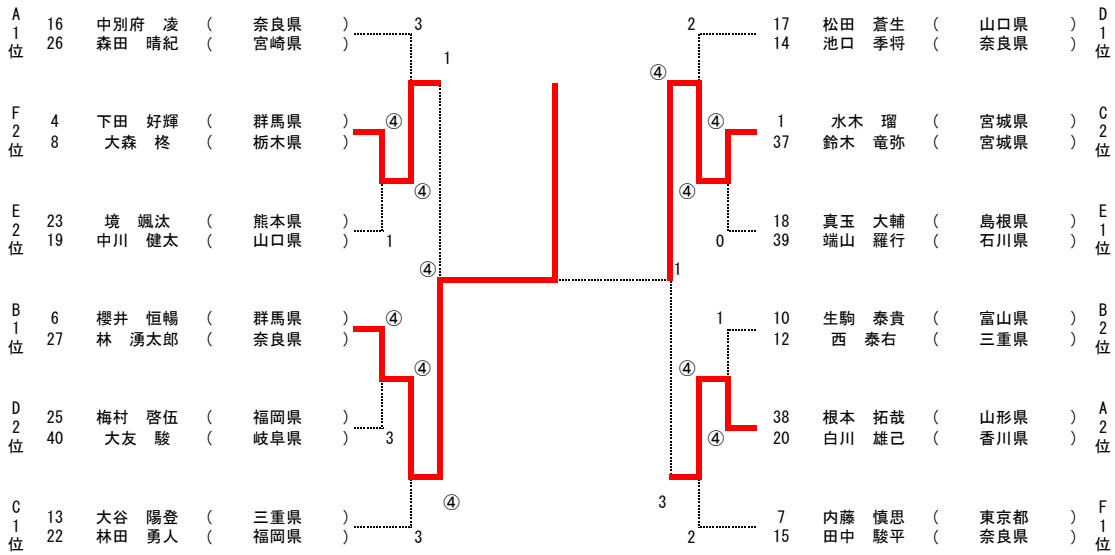 A1位
16 中別府 凌 ( 奈良県 )
26 森田 晴紀 ( 宮崎県 )
3
1
F2位
4 下田 好輝 ( 群馬県 )
8 大森 柊 ( 栃木県 )
④
④
E2位
23 境 颯汰 ( 熊本県 )
19 中川 健太 ( 山口県 )
1
④
B1位
6 櫻井 恒暢 ( 群馬県 )
27 林 湧太郎 ( 奈良県 )
④
④
D2位
25 梅村 啓伍 ( 福岡県 )
40 大友 駿 ( 岐阜県 )
3
④
C1位
13 大谷 陽登 ( 三重県 )
22 林田 勇人 ( 福岡県 )
3
D1位
17 松田 蒼生 ( 山口県 )
14 池口 季将 ( 奈良県 )
2
④
C2位
1 水木 瑠 ( 宮城県 )
37 鈴木 竜弥 ( 宮城県 )
④
④
E1位
18 真玉 大輔 ( 島根県 )
39 端山 羅行 ( 石川県 )
0
1
B2位
10 生駒 泰貴 ( 富山県 )
12 西 泰右 ( 三重県 )
1
④
A2位
38 根本 拓哉 ( 山形県 )
20 白川 雄己 ( 香川県 )
④
3
F1位
7 内藤 慎思 ( 東京都 )
15 田中 駿平 ( 奈良県 )
2